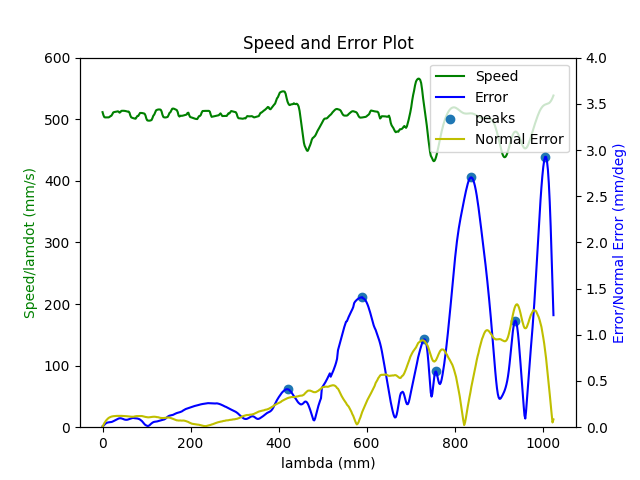 Speed and Error Plot
600
500
400
300
200
100
0
4.0
3.5
3.0
2.5
2.0
1.5
1.0
0.5
0.0
0
200
400
600
800
1000
Speed/lamdot (mm/s)
Error/Normal Error (mm/deg)
lambda (mm)
Speed
Error
peaks
Normal Error